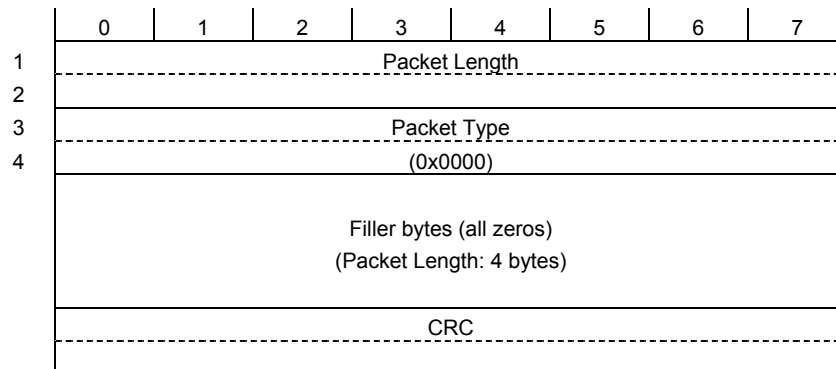 0 1 2 3 4 5 6 7
1 Packet Length
2
3 Packet Type
4 (0x0000)
Filler bytes (all zeros)
(Packet Length: 4 bytes)
CRC